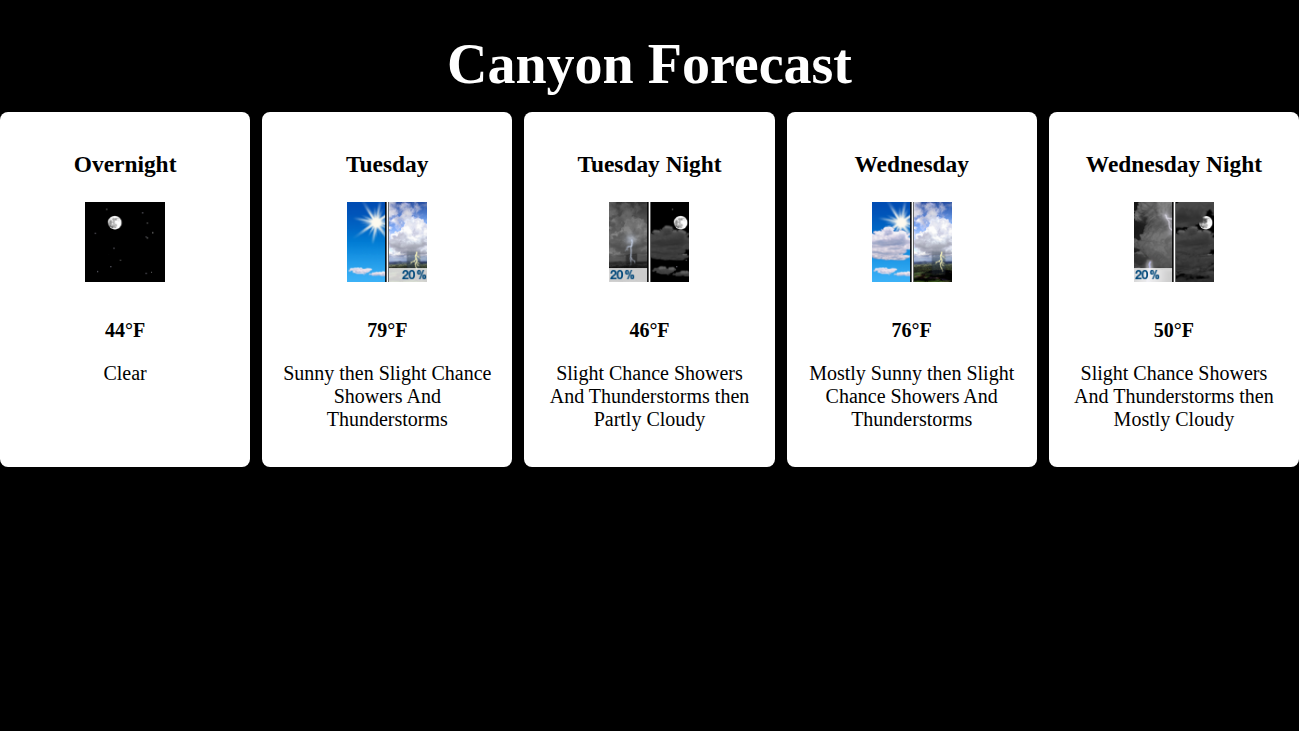 Canyon Forecast
Overnight
44°F
Clear
Tuesday
20%
79°F
Sunny then Slight Chance
Showers And
Thunderstorms
Tuesday Night
20%
46°F
Slight Chance Showers
And Thunderstorms then
Partly Cloudy
Wednesday
76°F
Mostly Sunny then Slight
Chance Showers And
Thunderstorms
Wednesday Night
20%
50°F
Slight Chance Showers
And Thunderstorms then
Mostly Cloudy